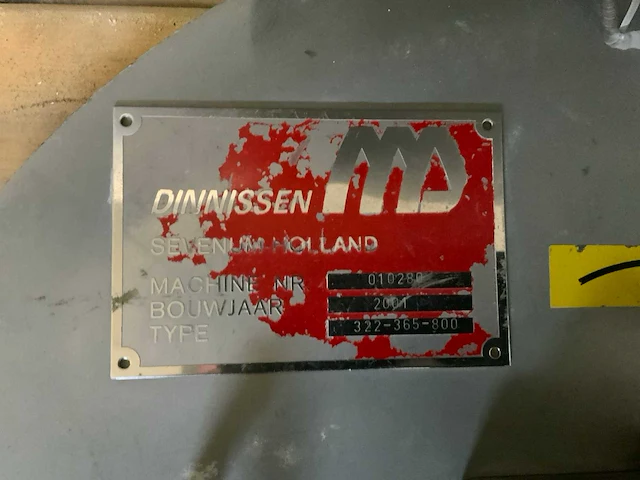 DINNISSEN
SEVENUM-HOLLAND
MACHINE NR
BOUWJAAR 2001
TYPE 322-365-800